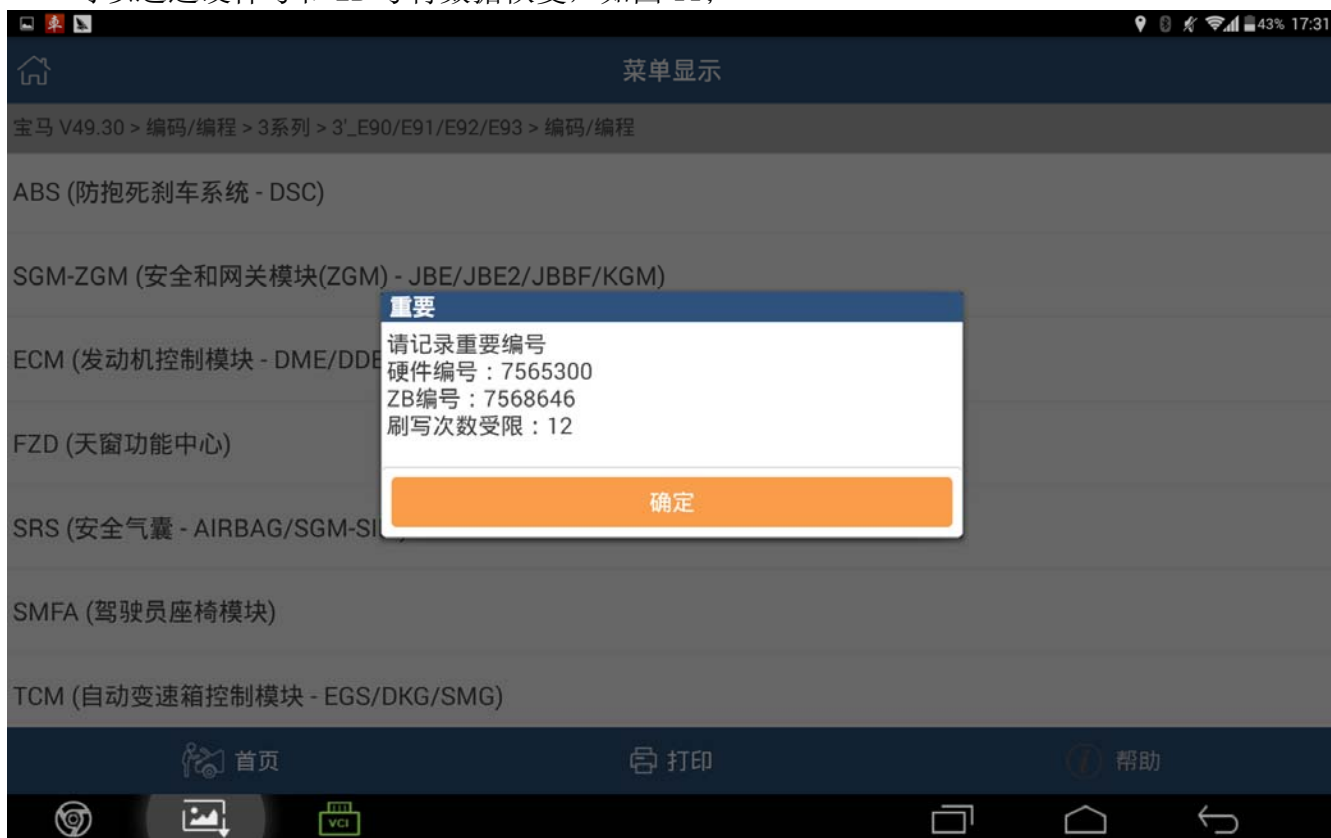 43% 17:31
菜单显示
宝马 V49.30 > 编码/编程 > 3系列 > 3'_E90/E91/E92/E93 > 编码/编程
ABS (防抱死刹车系统 - DSC)
SGM-ZGM (安全和网关模块(ZGM) - JBE/JBE2/JBBF/KGM)
重要
请记录重要编号
ECM (发动机控制模块 - DME/DDE
硬件编号：7565300
ZB编号：7568646
刷写次数受限：12
FZD (天窗功能中心)
确定
SRS (安全气囊 - AIRBAG/SGM-SI
SMFA (驾驶员座椅模块)
TCM (自动变速箱控制模块 - EGS/DKG/SMG)
首页 打印 帮助
VCI